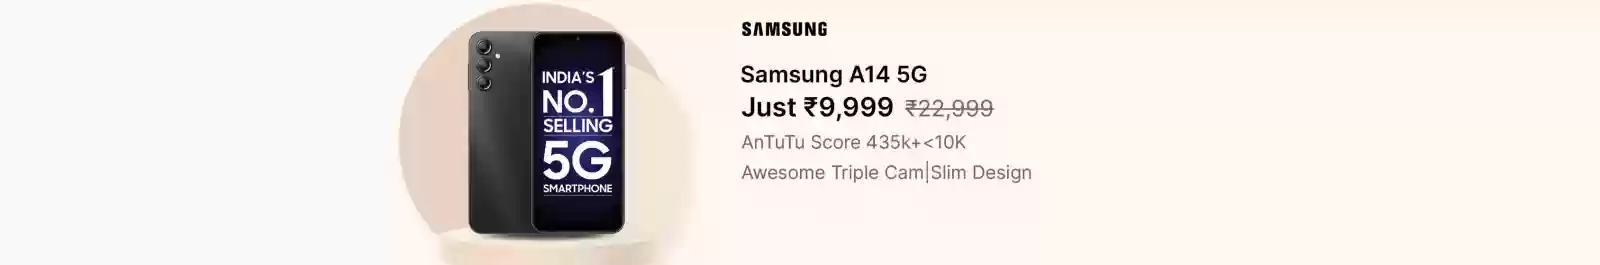 INDIA'S
NO.1
SELLING
5G
SMARTPHONE
SAMSUNG
Samsung A14 5G
Just ₹9,999 ₹22,999
AnTuTu Score 435k+<10K
Awesome Triple Cam|Slim Design